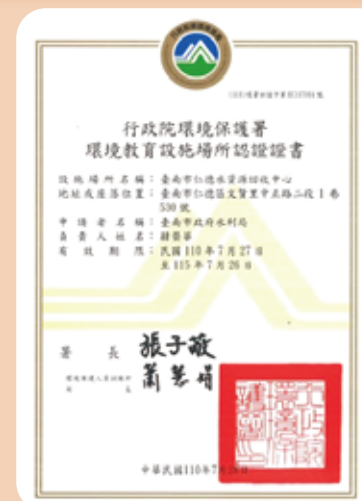 行政院環境保護署
環境教育設施場所認證證書
設施場所名稱：臺南市仁德水資源回收中心
地址或座落位置：臺南市仁德區文賢里中正路二段1巷
530號
申請者名稱：臺南市政府水利局
負責人姓名：
有效期限：民國110年7月27日
至115年7月26日
署長 張子敬
中華民國110年7月